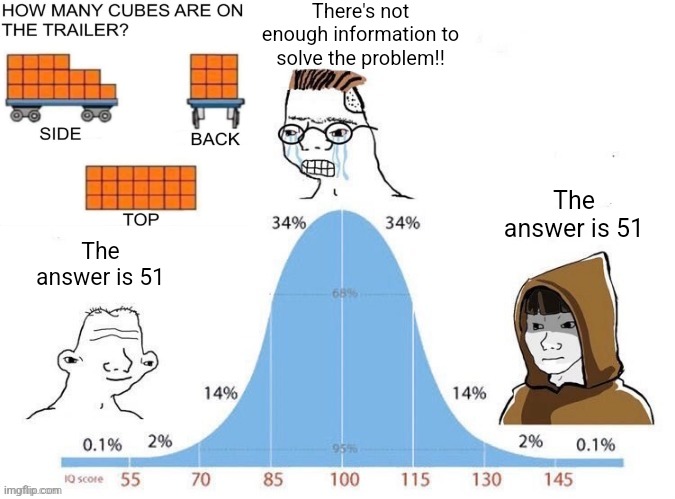 HOW MANY CUBES ARE ON
THE TRAILER?
SIDE
BACK
TOP
There's not
enough information to
solve the problem!!
The
answer is 51
The
answer is 51
34%
34%
68%
14%
14%
0.1%
2%
95%
2%
0.1%
IQ score 55 70 85 100 115 130 145
imgflip.com